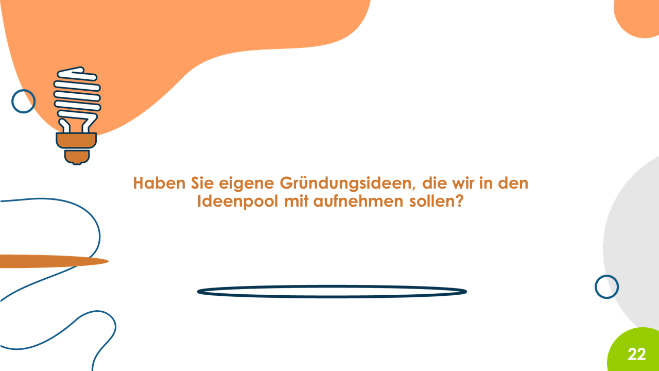 Haben Sie eigene Gründungsideen, die wir in den
Ideenpool mit aufnehmen sollen?
22